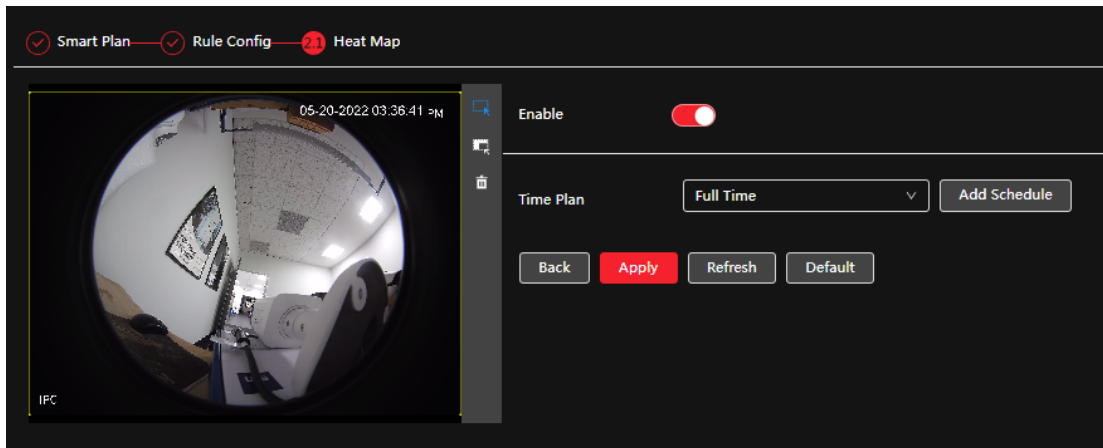 Smart Plan Rule Config 2.1 Heat Map
05-20-2022 03:36:41 PM
Enable
Time Plan Full Time Add Schedule
Back Apply Refresh Default
IPC